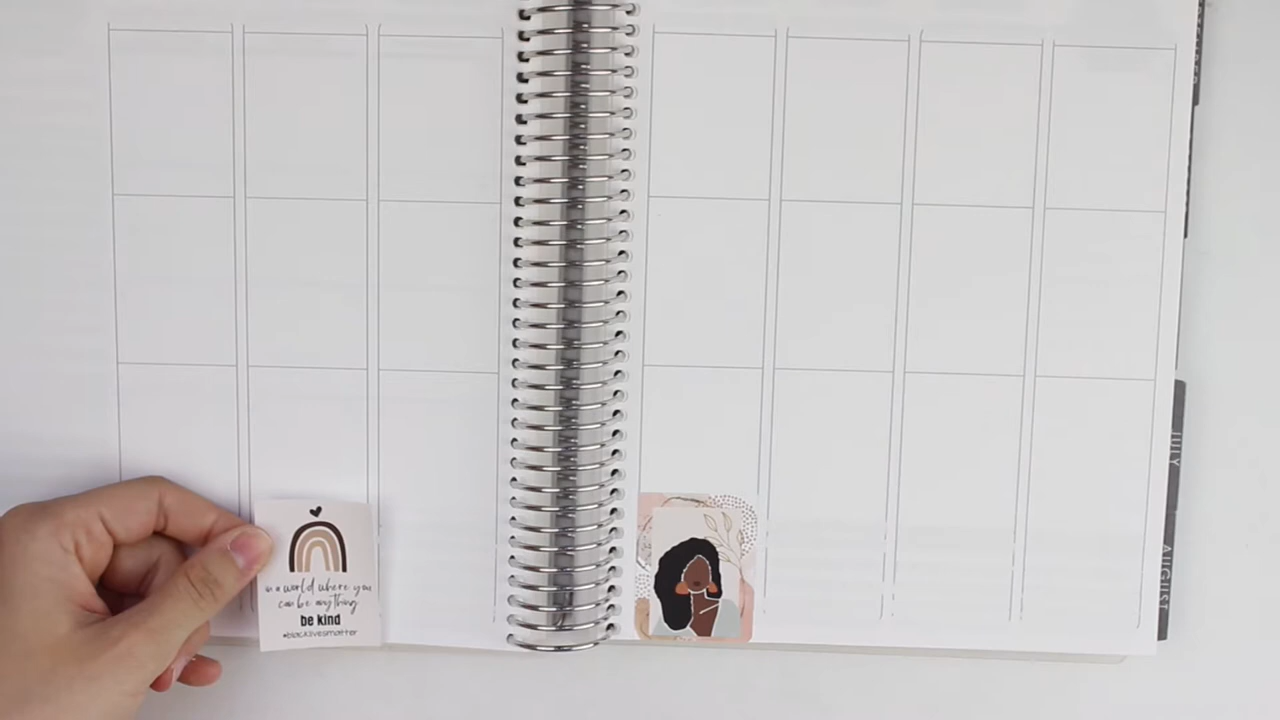 in a world where you
can be anything
be kind
#blacklivesmatter
JULY
AUGUST